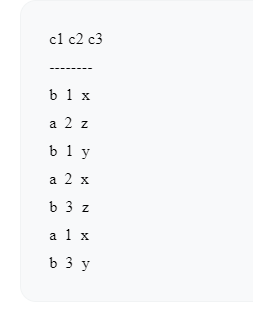 c1 c2 c3
--------
b 1 x
a 2 z
b 1 y
a 2 x
b 3 z
a 1 x
b 3 y